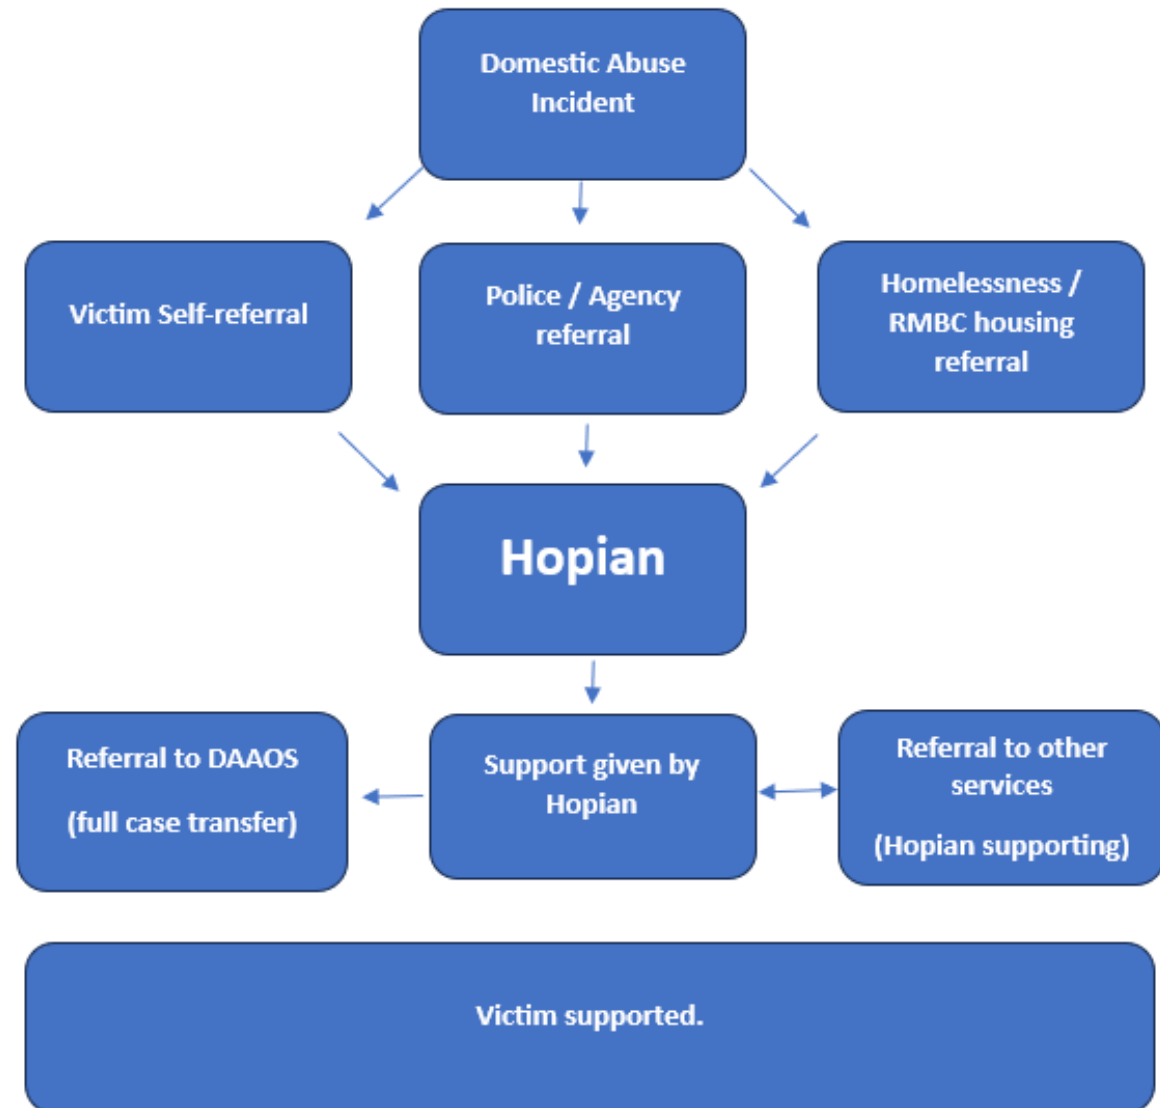 Domestic Abuse
Incident
Victim Self-referral
Police / Agency
referral
Homelessness /
RMBC housing
referral
Hopian
Referral to DAAOS
(full case transfer)
Support given by
Hopian
Referral to other
services
(Hopian supporting)
Victim supported.